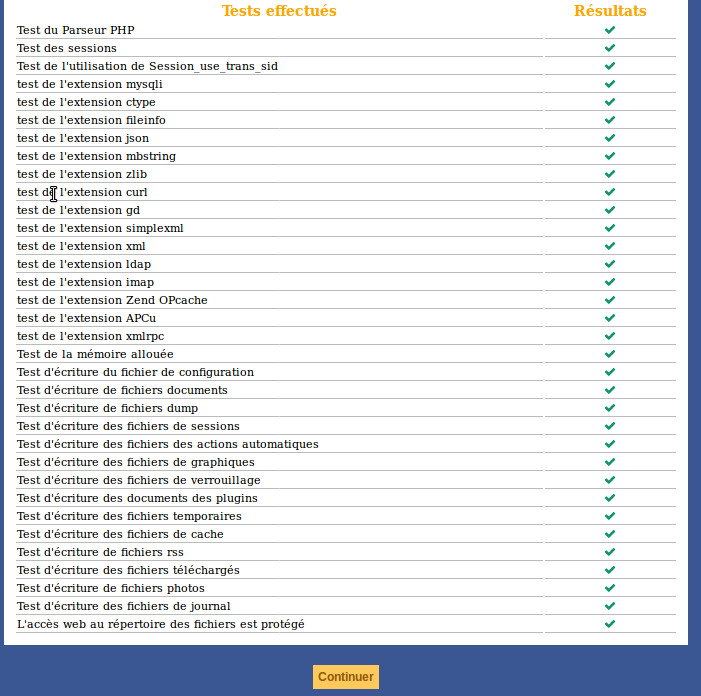 Tests effectués Résultats
Test du Parseur PHP
Test des sessions
Test de l'utilisation de Session_use_trans_sid
test de l'extension mysqli
test de l'extension ctype
test de l'extension fileinfo
test de l'extension json
test de l'extension mbstring
test de l'extension zlib
test de l'extension curl
test de l'extension gd
test de l'extension simplexml
test de l'extension xml
test de l'extension ldap
test de l'extension imap
test de l'extension Zend OPcache
test de l'extension APCu
test de l'extension xmlrpc
Test de la mémoire allouée
Test d'écriture du fichier de configuration
Test d'écriture de fichiers documents
Test d'écriture de fichiers dump
Test d'écriture des fichiers de sessions
Test d'écriture des fichiers des actions automatiques
Test d'écriture des fichiers de graphiques
Test d'écriture des fichiers de verrouillage
Test d'écriture des documents des plugins
Test d'écriture des fichiers temporaires
Test d'écriture des fichiers de cache
Test d'écriture de fichiers rss
Test d'écriture des fichiers téléchargés
Test d'écriture de fichiers photos
Test d'écriture des fichiers de journal
L'accès web au répertoire des fichiers est protégé
Continuer